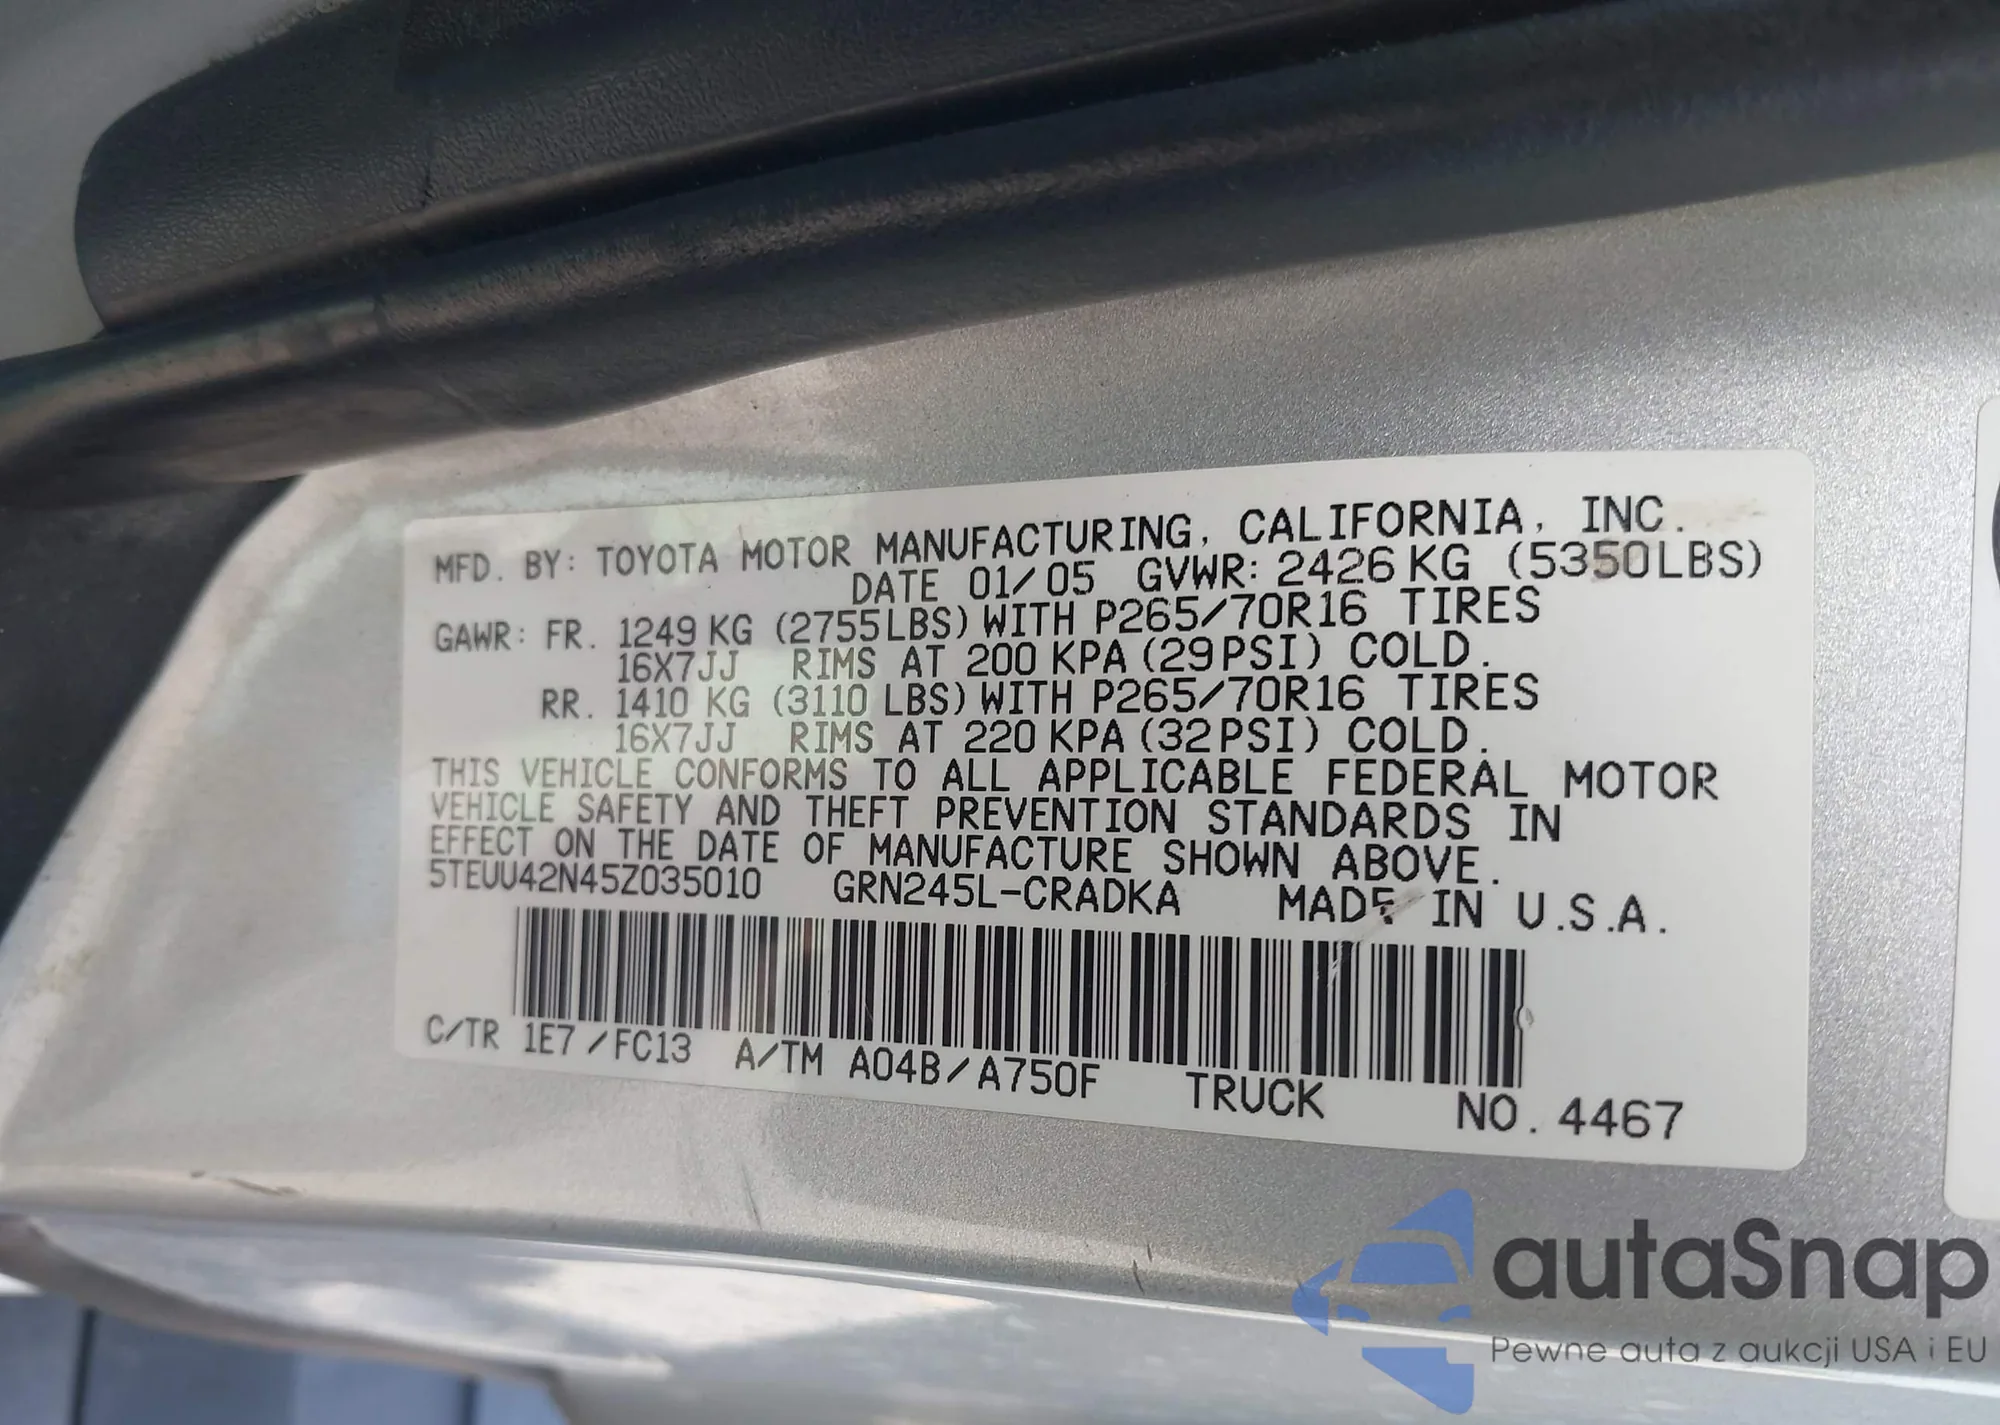 MFD. BY: TOYOTA MOTOR MANUFACTURING, CALIFORNIA, INC.
DATE 01/05 GVWR: 2426 KG (5350LBS)
GAWR: FR. 1249 KG (2755LBS) WITH P265/70R16 TIRES
16X7JJ RIMS AT 200 KPA (29PSI) COLD.
RR. 1410 KG (3110 LBS) WITH P265/70R16 TIRES
16X7JJ RIMS AT 220 KPA (32PSI) COLD.
THIS VEHICLE CONFORMS TO ALL APPLICABLE FEDERAL MOTOR
VEHICLE SAFETY AND THEFT PREVENTION STANDARDS IN
EFFECT ON THE DATE OF MANUFACTURE SHOWN ABOVE.
5TEUU42N45Z035010 GRN245L-CRADKA MADE IN U.S.A.
C/TR 1E7/FC13 A/TM A04B/A750F TRUCK NO. 4467
autaSnap
Pewne auta z aukcji USA i EU